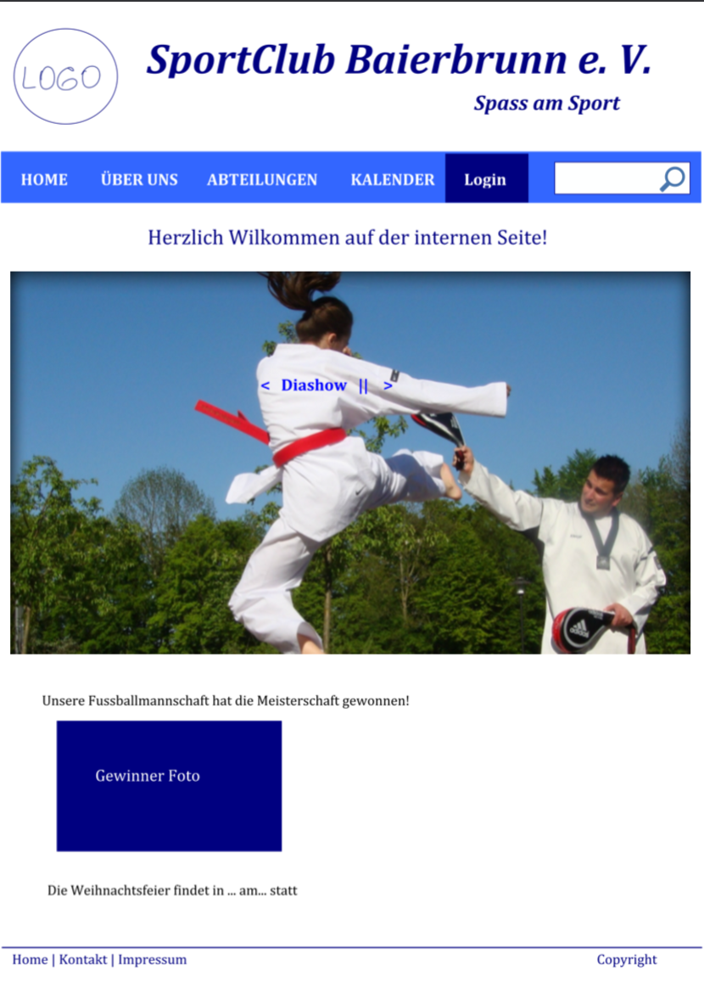 LOGO
SportClub Baierbrunn e. V.
Spass am Sport
HOME ÜBER UNS ABTEILUNGEN KALENDER Login
Herzlich Wilkommen auf der internen Seite!
< Diashow || >
Unsere Fussballmannschaft hat die Meisterschaft gewonnen!
Gewinner Foto
Die Weihnachtsfeier findet in ... am... statt
Home | Kontakt | Impressum Copyright